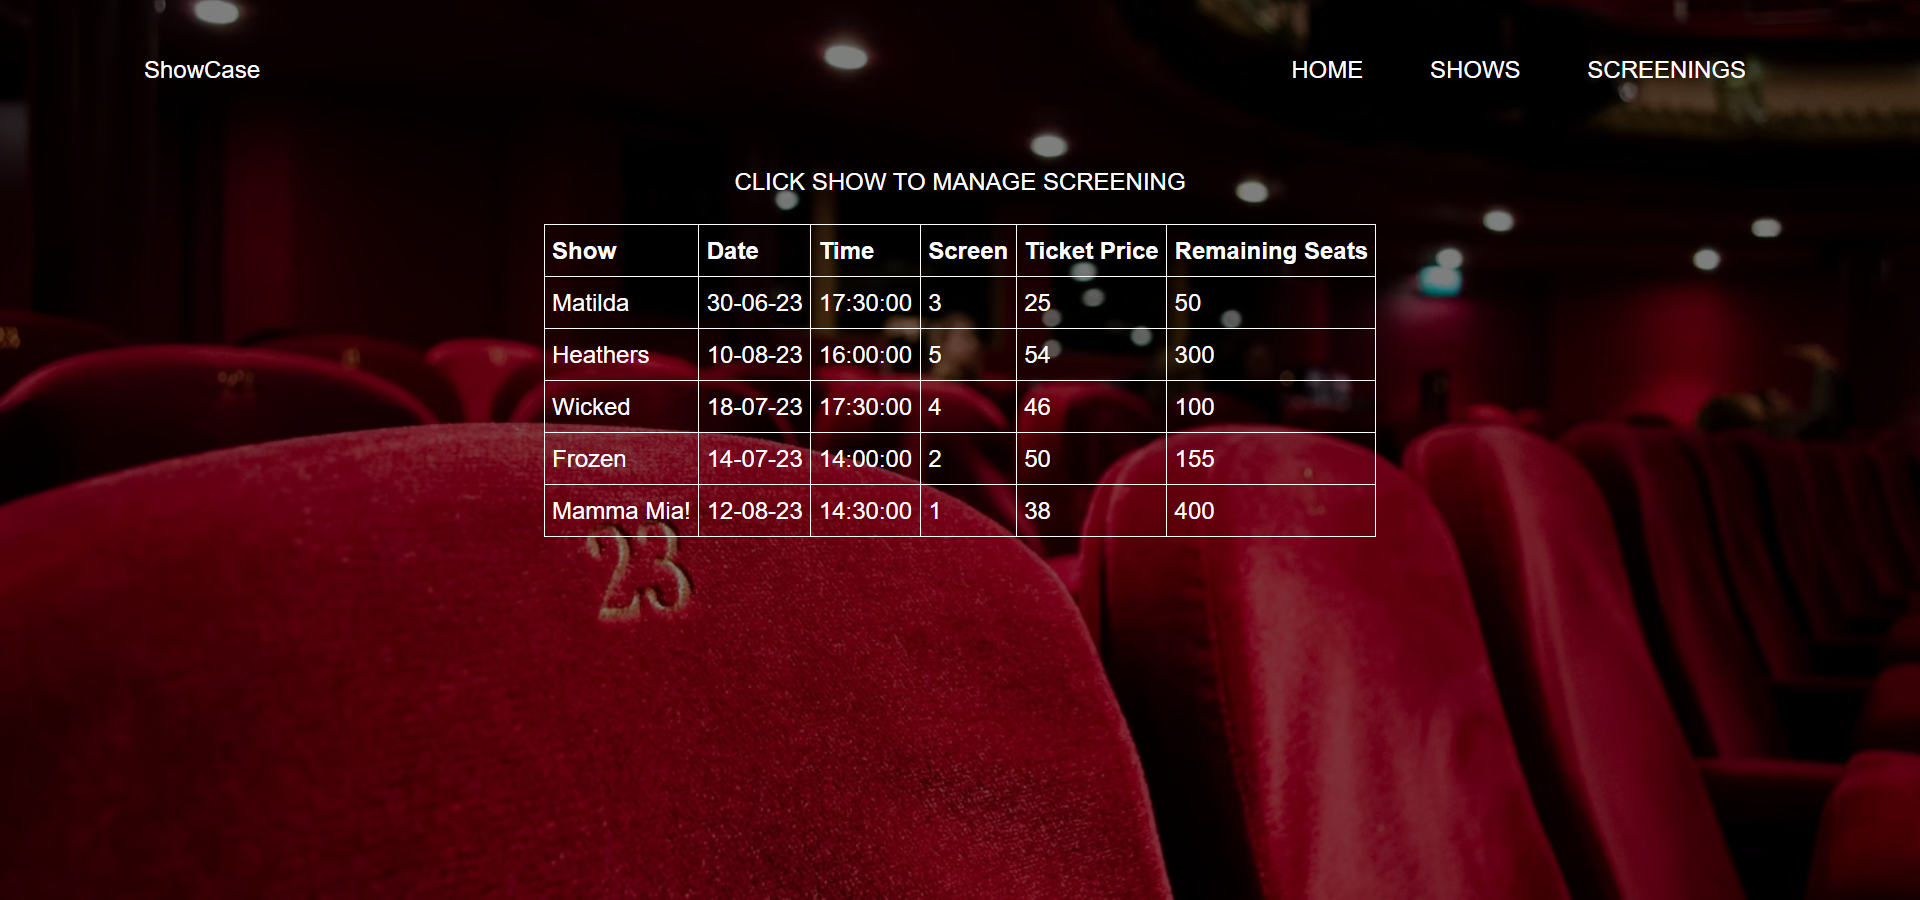 ShowCase HOME SHOWS SCREENINGS
CLICK SHOW TO MANAGE SCREENING
Show Date Time Screen Ticket Price Remaining Seats
Matilda 30-06-23 17:30:00 3 25 50
Heathers 10-08-23 16:00:00 5 54 300
Wicked 18-07-23 17:30:00 4 46 100
Frozen 14-07-23 14:00:00 2 50 155
Mamma Mia! 12-08-23 14:30:00 1 38 400
23